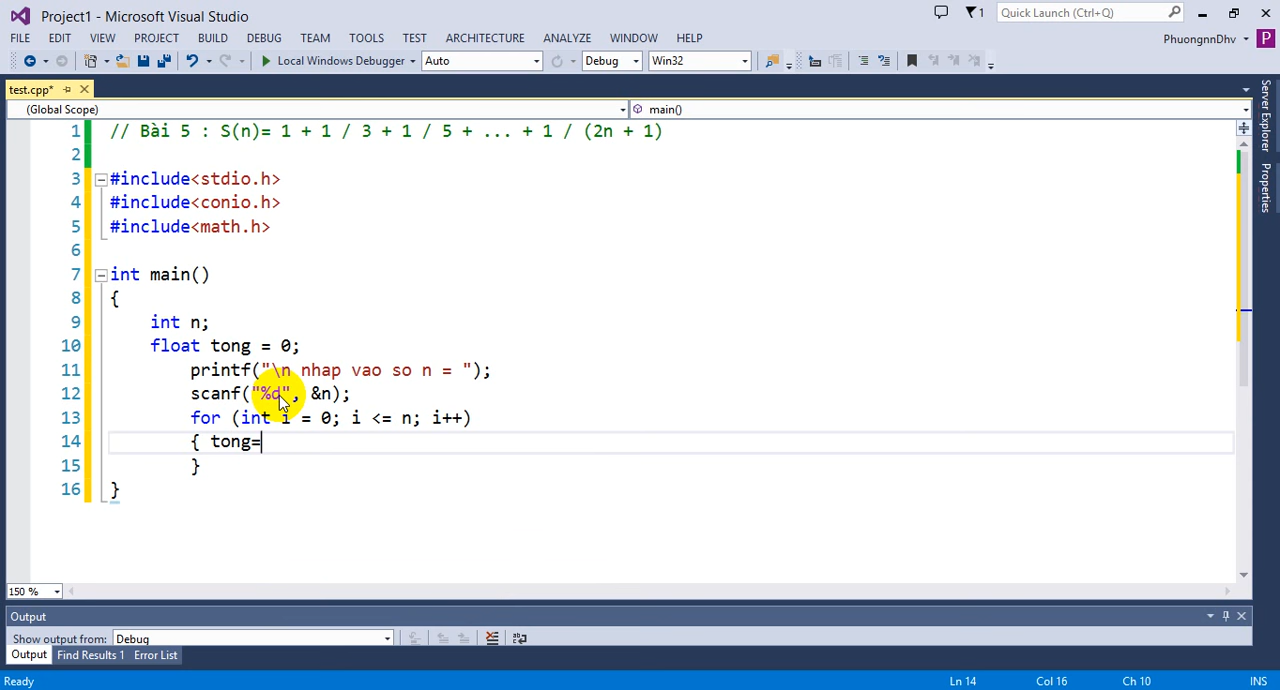 Project1 - Microsoft Visual Studio
1
Quick Launch (Ctrl+Q)
FILE EDIT VIEW PROJECT BUILD DEBUG TEAM TOOLS TEST ARCHITECTURE ANALYZE WINDOW HELP
PhuongnnDhv P
Local Windows Debugger Auto Debug Win32
test.cpp*
(Global Scope) main()
1 // Bài 5 : S(n)= 1 + 1 / 3 + 1 / 5 + ... + 1 / (2n + 1)
2
3 #include<stdio.h>
4 #include<conio.h>
5 #include<math.h>
6
7 int main()
8 {
9 int n;
10 float tong = 0;
11 printf("\n nhap vao so n = ");
12 scanf("%d", &n);
13 for (int i = 0; i <= n; i++)
14 { tong=
15 }
16 }
Server Explorer
Properties
150 %
Output
Show output from: Debug
Output Find Results 1 Error List
Ready Ln 14 Col 16 Ch 10 INS